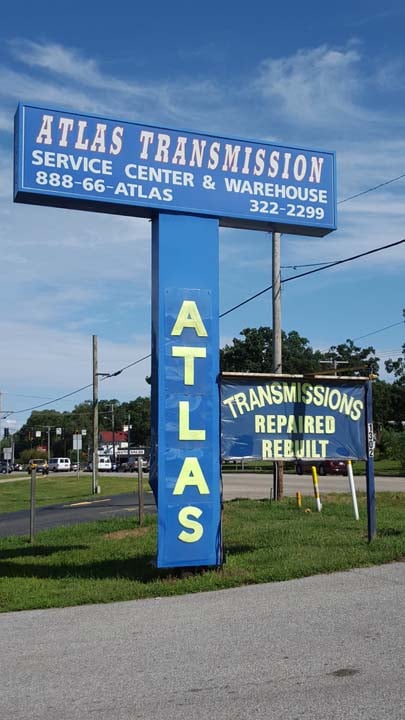 ATLAS TRANSMISSION
SERVICE CENTER & WAREHOUSE
888-66-ATLAS 322-2299
ATLAS
TRANSMISSIONS
REPAIRED
REBUILT